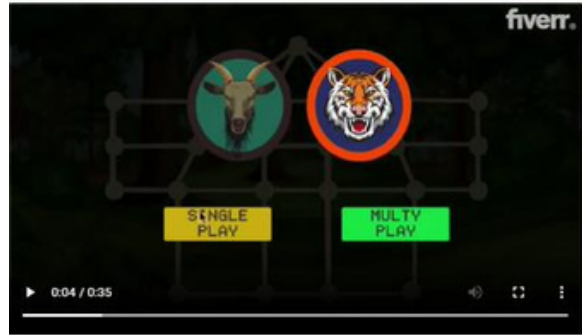 fiverr.
SINGLE
PLAY
MULTY
PLAY
0:04 / 0:35